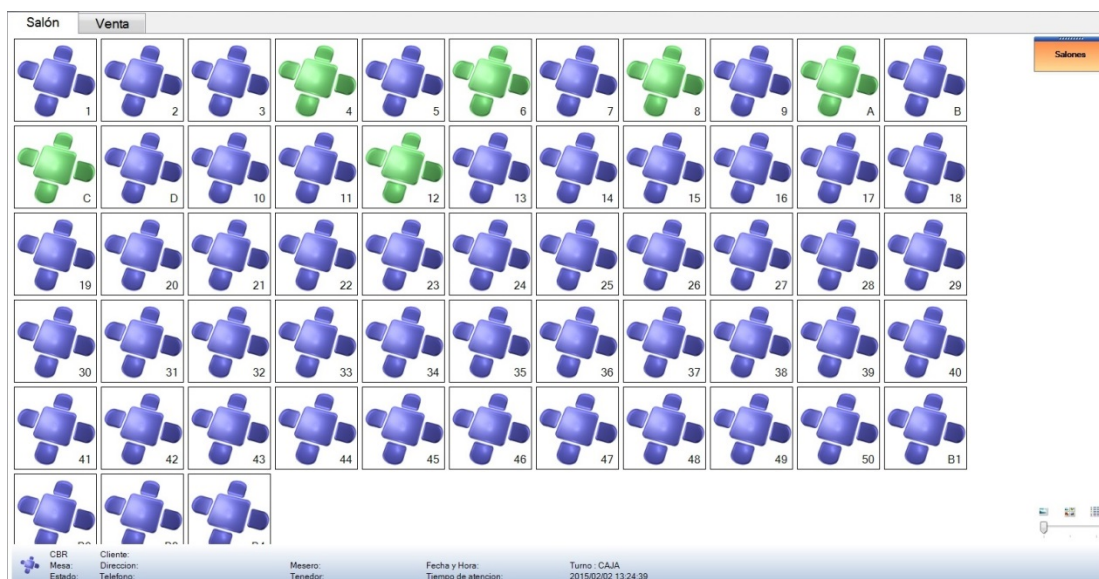 Salón Venta
Salones
1 2 3 4 5 6 7 8 9 A B
C D 10 11 12 13 14 15 16 17 18
19 20 21 22 23 24 25 26 27 28 29
30 31 32 33 34 35 36 37 38 39 40
41 42 43 44 45 46 47 48 49 50 B1
CBR Cliente:
Mesa: Direccion: Mesero: Fecha y Hora: Turno : CAJA
Estado: Telefono: Tenedor: Tiempo de atencion: 2015/02/02 13:24:39